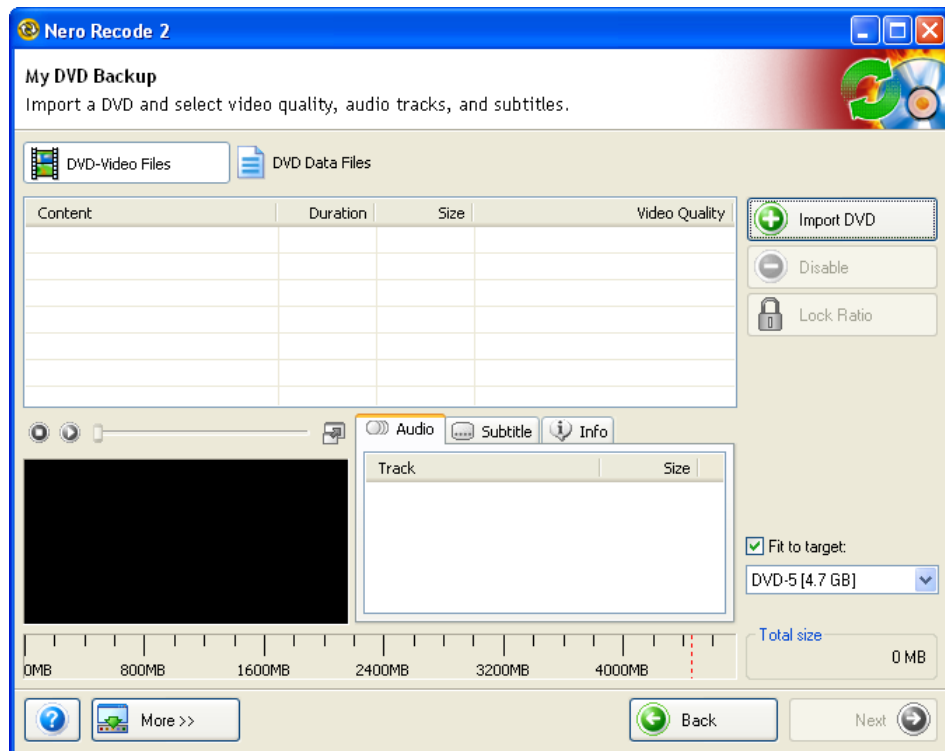 Nero Recode 2
My DVD Backup
Import a DVD and select video quality, audio tracks, and subtitles.
DVD-Video Files
DVD Data Files
Content Duration Size Video Quality
Import DVD
Disable
Lock Ratio
Audio Subtitle Info
Track Size
Fit to target:
DVD-5 [4.7 GB]
Total size
0 MB
0MB 800MB 1600MB 2400MB 3200MB 4000MB
? More >> Back Next